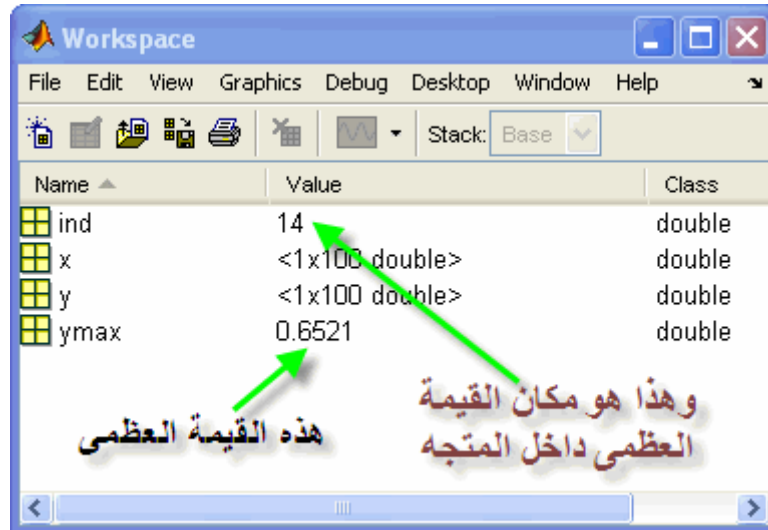 Workspace
File Edit View Graphics Debug Desktop Window Help
Stack: Base
Name Value Class
ind 14 double
x <1x100 double> double
y <1x100 double> double
ymax 0.6521 double
وهذا هو مكان القيمة
العظمى داخل المتجه
هذه القيمة العظمى